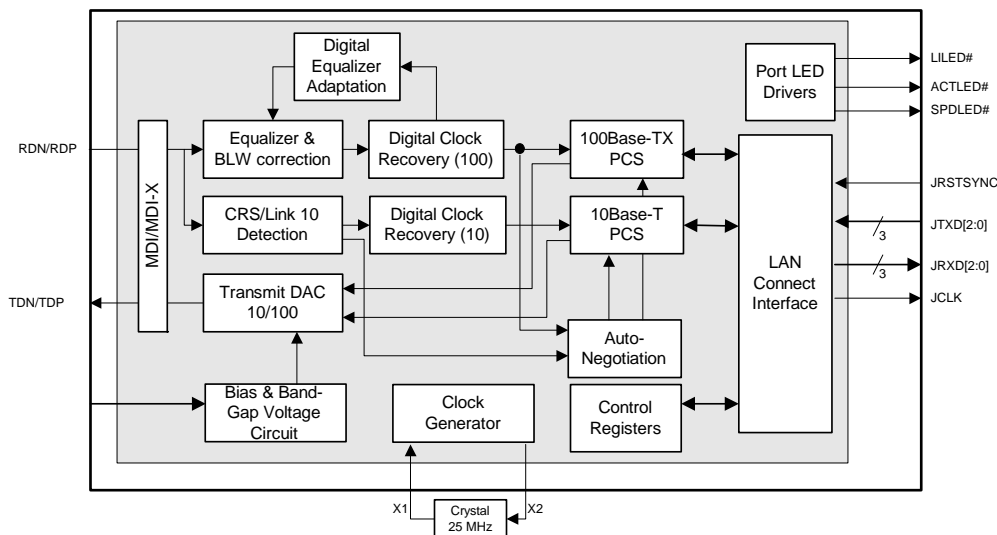 Digital
Equalizer
Adaptation
Port LED
Drivers
LILED#
ACTLED#
SPDLED#
RDN/RDP
MDI/MDI-X
Equalizer &
BLW correction
Digital Clock
Recovery (100)
100Base-TX
PCS
JRSTSYNC
CRS/Link 10
Detection
Digital Clock
Recovery (10)
10Base-T
PCS
LAN
Connect
Interface
JTXD[2:0]
3
JRXD[2:0]
3
JCLK
TDN/TDP
Transmit DAC
10/100
Auto-
Negotiation
Bias & Band-
Gap Voltage
Circuit
Clock
Generator
Control
Registers
X1
Crystal
25 MHz
X2